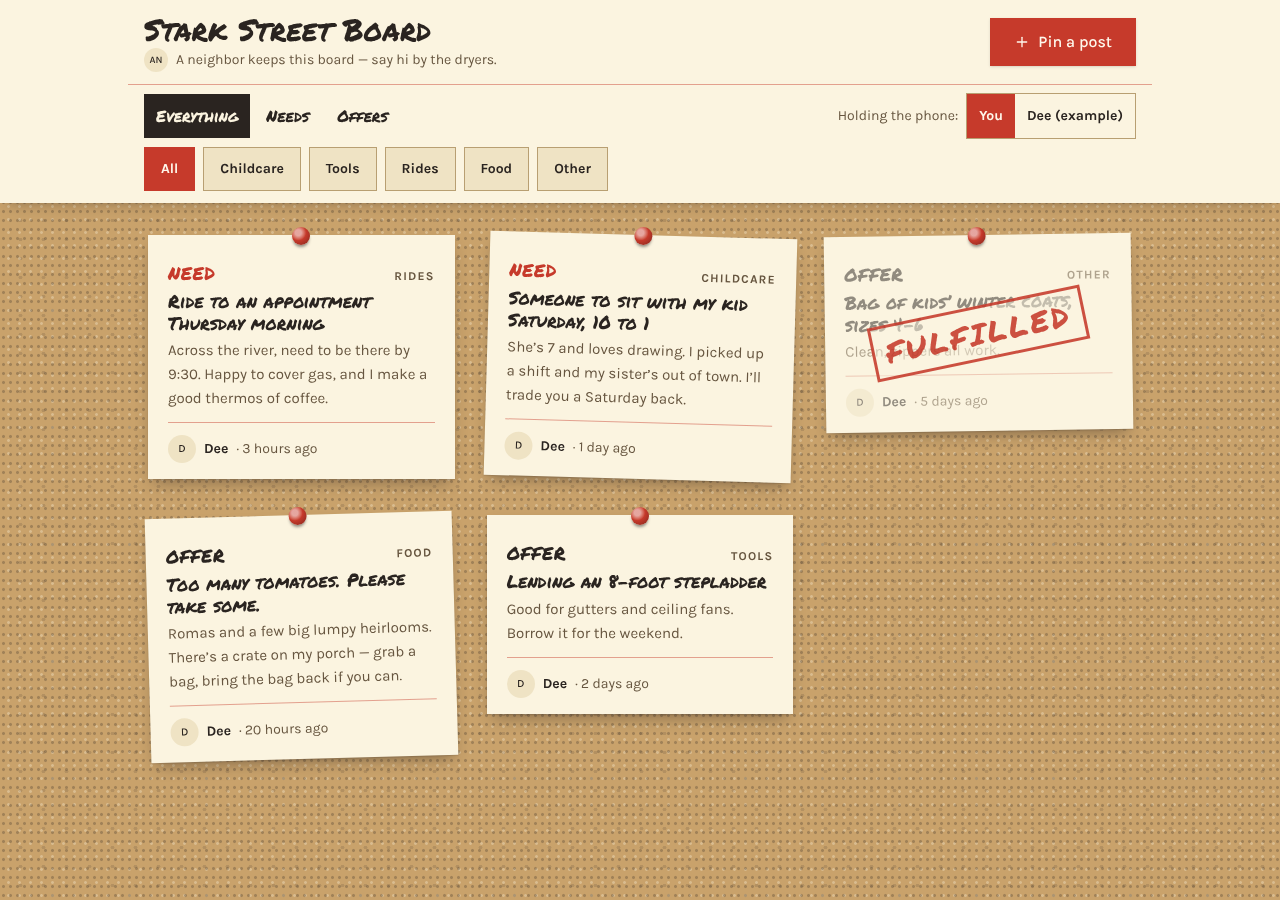 Stark Street Board
AN A neighbor keeps this board — say hi by the dryers.
+ Pin a post
Everything Needs Offers
Holding the phone: You Dee (example)
All Childcare Tools Rides Food Other
NEED RIDES
Ride to an appointment
Thursday morning
Across the river, need to be there by
9:30. Happy to cover gas, and I make a
good thermos of coffee.
D Dee · 3 hours ago
NEED CHILDCARE
Someone to sit with my kid
Saturday, 10 to 1
She’s 7 and loves drawing. I picked up
a shift and my sister’s out of town. I’ll
trade you a Saturday back.
D Dee · 1 day ago
OFFER OTHER
Bag of kids’ winter coats,
sizes 4–6
all work.
FULFILLED
D Dee · 5 days ago
OFFER FOOD
Too many tomatoes. Please
take some.
Romas and a few big lumpy heirlooms.
There’s a crate on my porch — grab a
bag, bring the bag back if you can.
D Dee · 20 hours ago
OFFER TOOLS
Lending an 8′-foot stepladder
Good for gutters and ceiling fans.
Borrow it for the weekend.
D Dee · 2 days ago